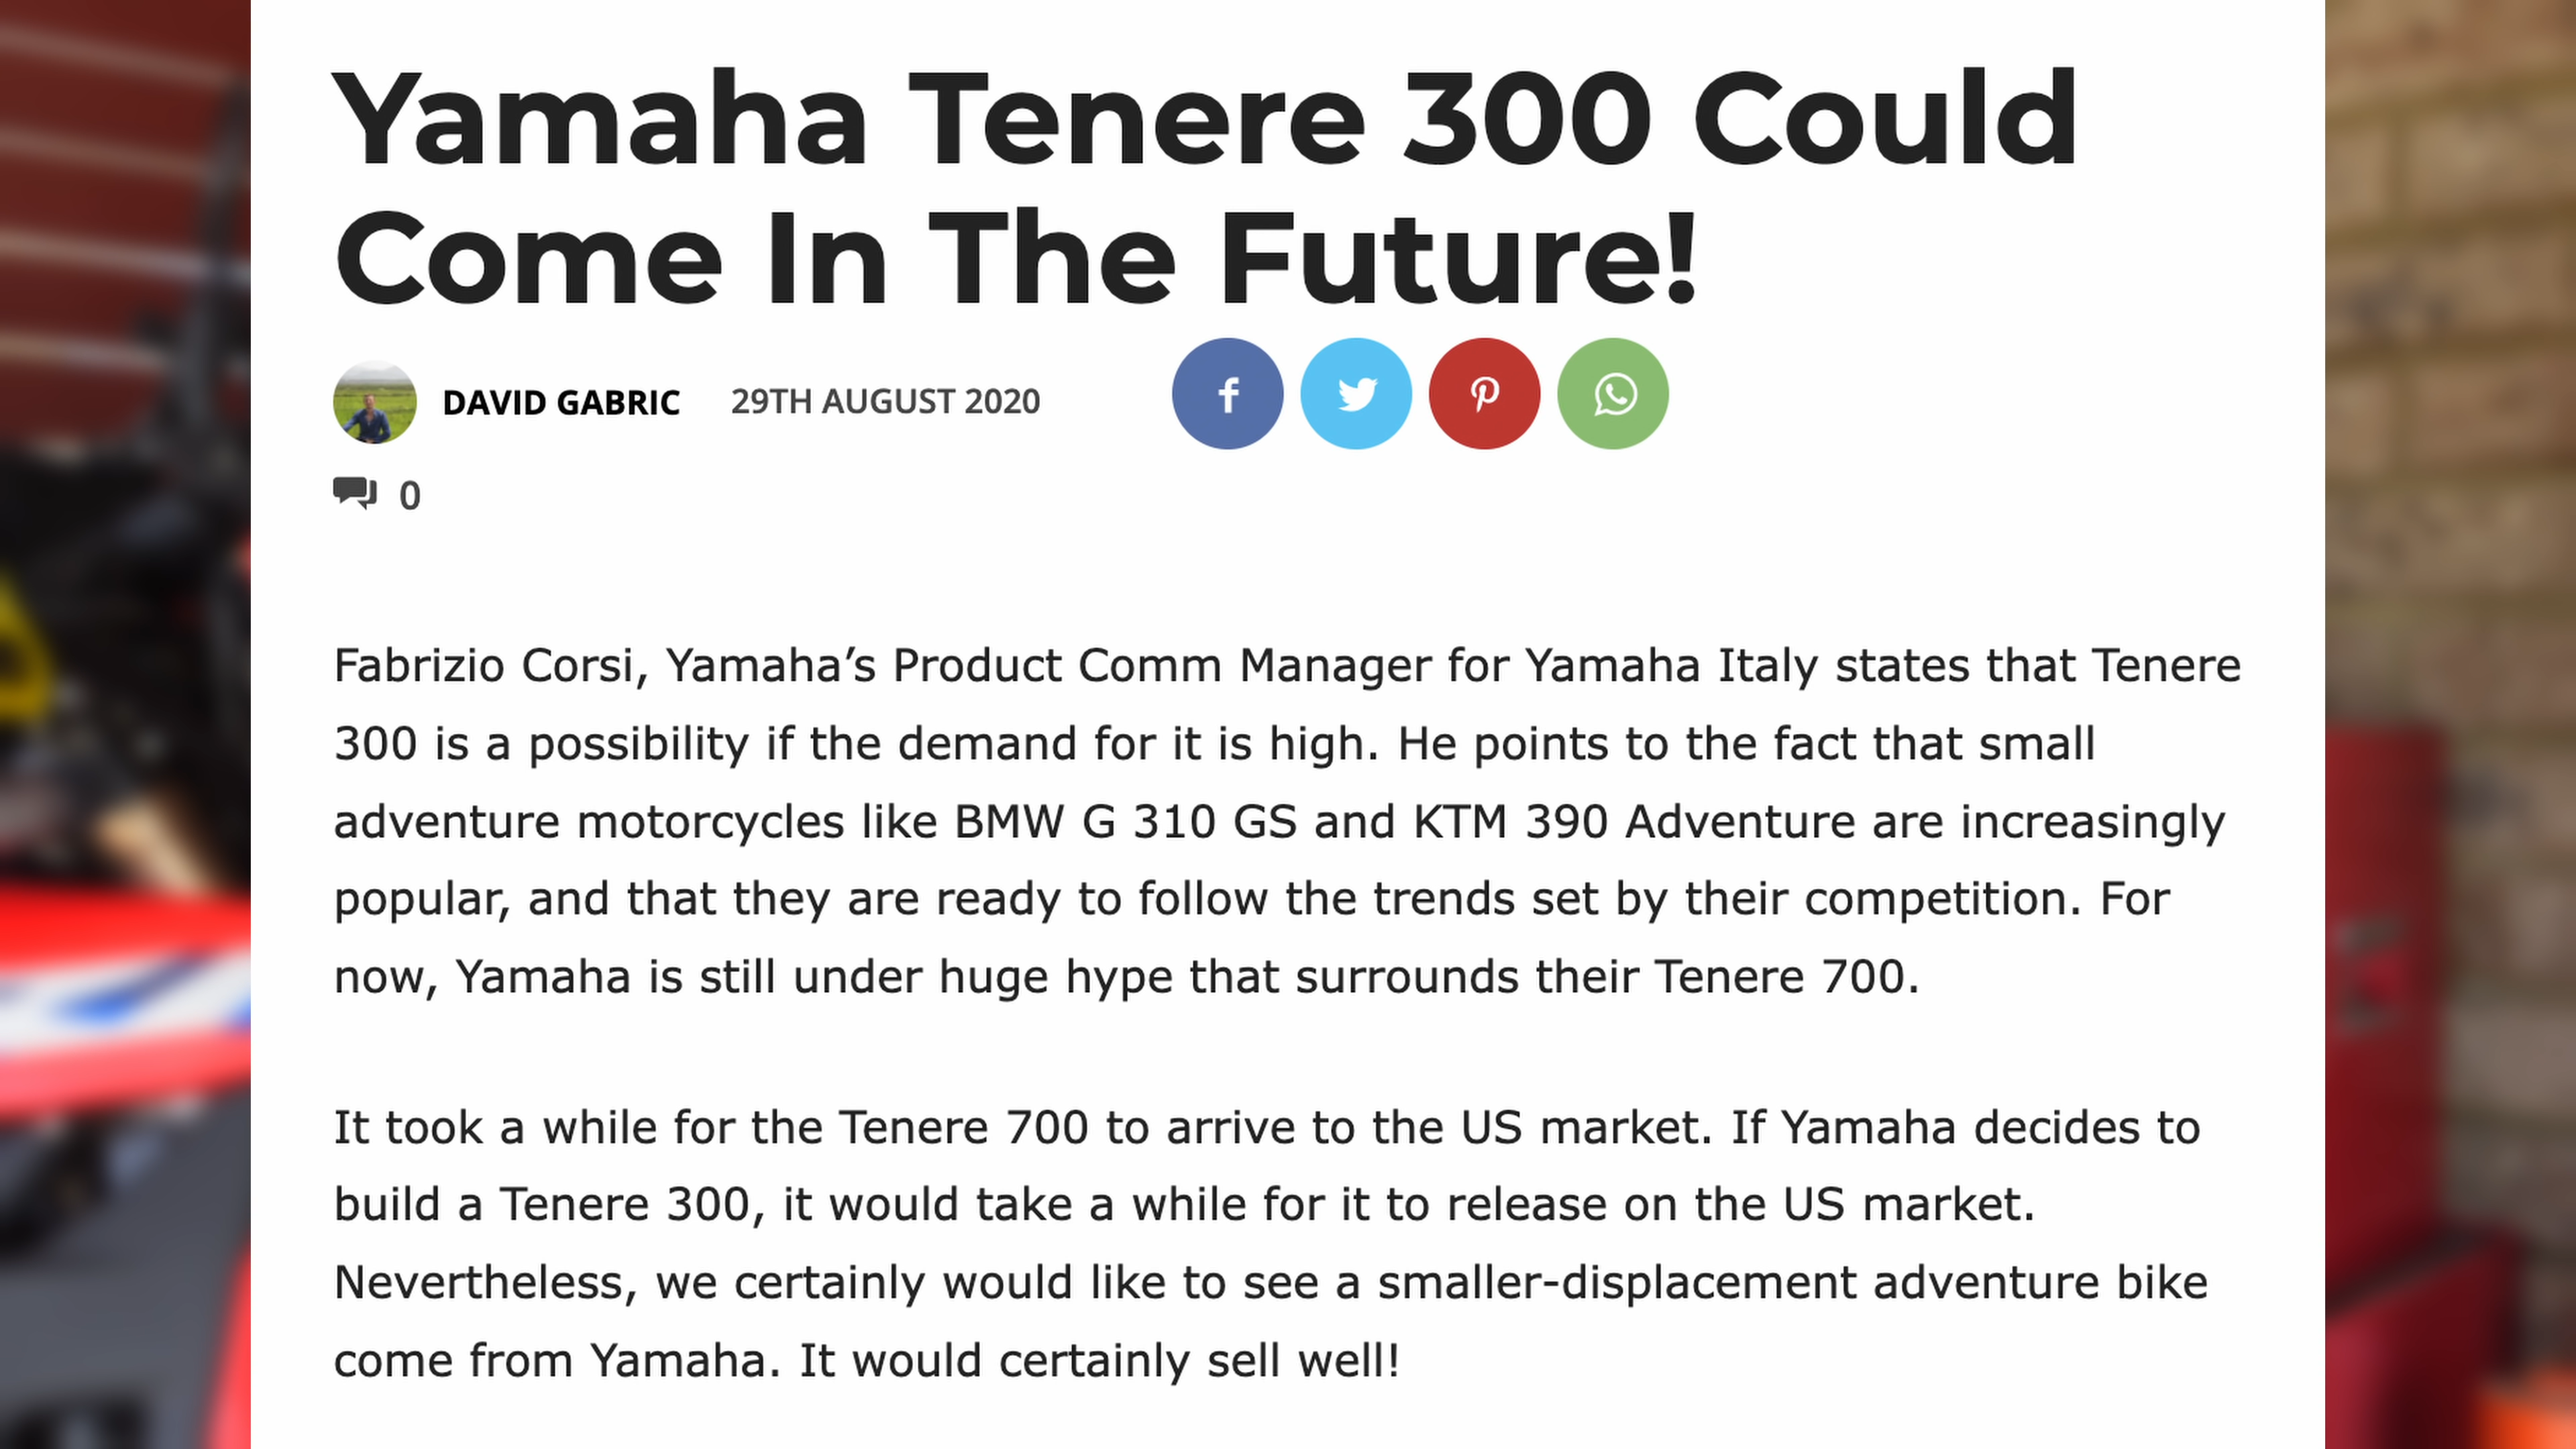 Yamaha Tenere 300 Could
Come In The Future!
DAVID GABRIC 29TH AUGUST 2020
0
Fabrizio Corsi, Yamaha’s Product Comm Manager for Yamaha Italy states that Tenere
300 is a possibility if the demand for it is high. He points to the fact that small
adventure motorcycles like BMW G 310 GS and KTM 390 Adventure are increasingly
popular, and that they are ready to follow the trends set by their competition. For
now, Yamaha is still under huge hype that surrounds their Tenere 700.
It took a while for the Tenere 700 to arrive to the US market. If Yamaha decides to
build a Tenere 300, it would take a while for it to release on the US market.
Nevertheless, we certainly would like to see a smaller-displacement adventure bike
come from Yamaha. It would certainly sell well!